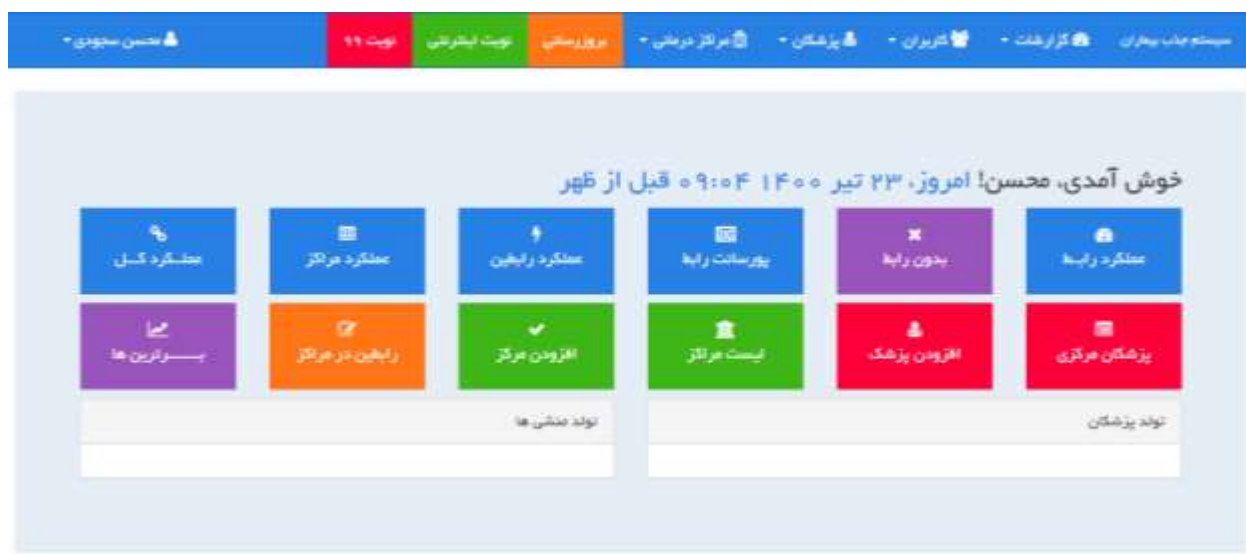 سیستم جذب بیماران گزارشات کاربران پزشکان مراکز درمانی بروزرسانی نوبت اینترنتی نوبت ۹۹ محسن سجودی
خوش آمدی، محسن! امروز، ۲۳ تیر ۱۴۰۰ ۰۹:۰۴ قبل از ظهر
عملکرد رابط بدون رابط پورسانت رابط عملکرد رابطین عملکرد مراکز عملکرد کل
پزشکان مرکزی افزودن پزشک لیست مراکز افزودن مرکز رابطین در مراکز برترین ها
تولد پزشکان تولد منشی ها